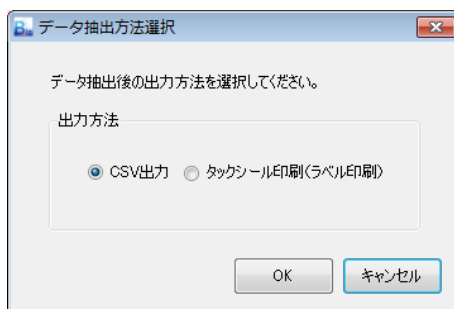 データ抽出方法選択
データ抽出後の出力方法を選択してください。
出力方法
CSV出力 タックシール印刷(ラベル印刷)
OK キャンセル